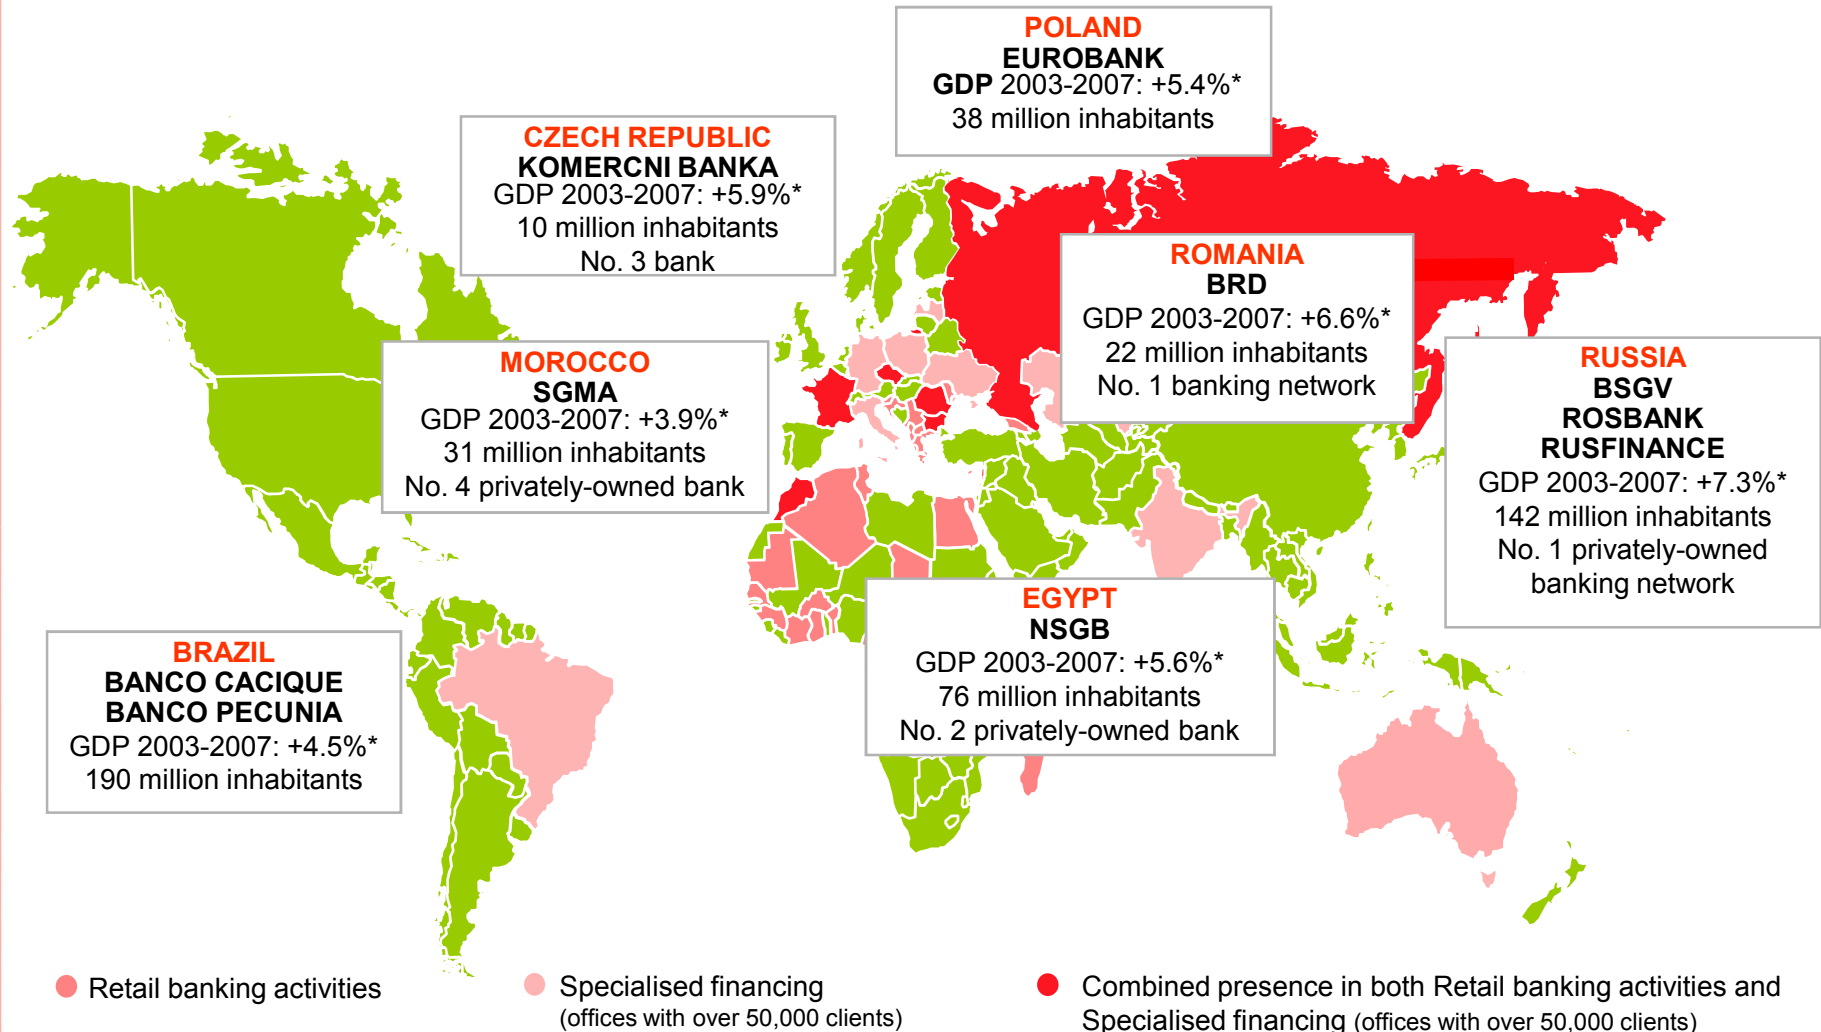 POLAND
EUROBANK
GDP 2003-2007: +5.4%*
38 million inhabitants
CZECH REPUBLIC
KOMERCNI BANKA
GDP 2003-2007: +5.9%*
10 million inhabitants
No. 3 bank
ROMANIA
BRD
GDP 2003-2007: +6.6%*
22 million inhabitants
No. 1 banking network
MOROCCO
SGMA
GDP 2003-2007: +3.9%*
31 million inhabitants
No. 4 privately-owned bank
RUSSIA
BSGV
ROSBANK
RUSFINANCE
GDP 2003-2007: +7.3%*
142 million inhabitants
No. 1 privately-owned
banking network
EGYPT
NSGB
GDP 2003-2007: +5.6%*
76 million inhabitants
No. 2 privately-owned bank
BRAZIL
BANCO CACIQUE
BANCO PECUNIA
GDP 2003-2007: +4.5%*
190 million inhabitants
Retail banking activities
Specialised financing
(offices with over 50,000 clients)
Combined presence in both Retail banking activities and
Specialised financing (offices with over 50,000 clients)